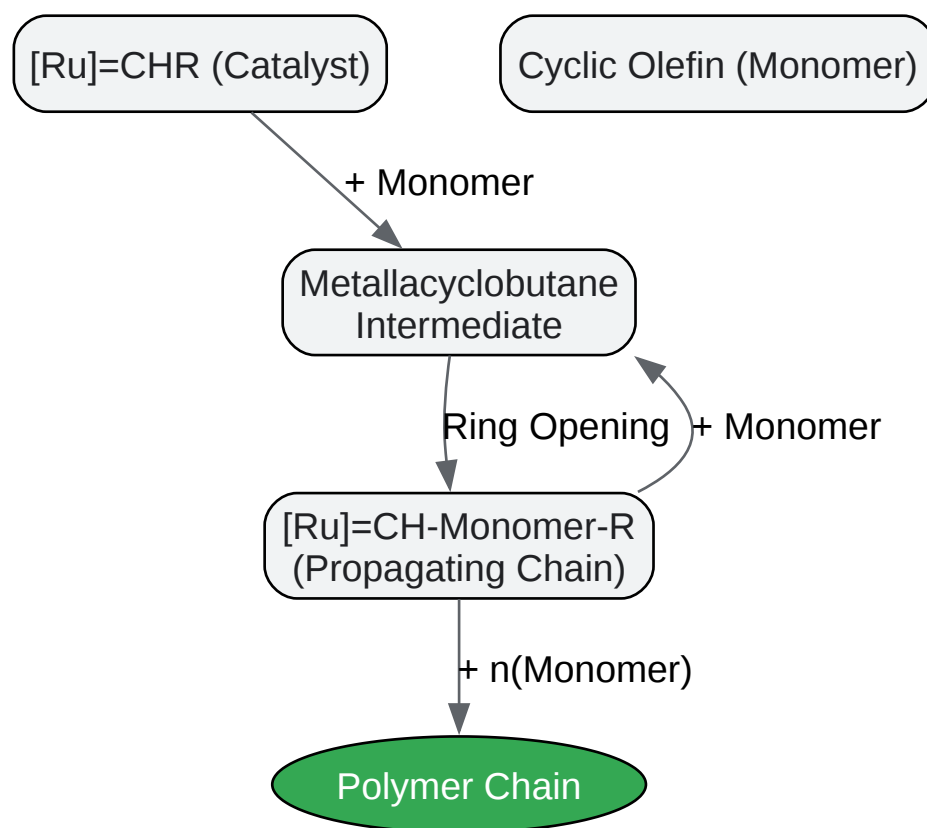 [Ru]=CHR (Catalyst)
Cyclic Olefin (Monomer)
+ Monomer
Metallacyclobutane
Intermediate
Ring Opening
+ Monomer
[Ru]=CH-Monomer-R
(Propagating Chain)
+ n(Monomer)
Polymer Chain